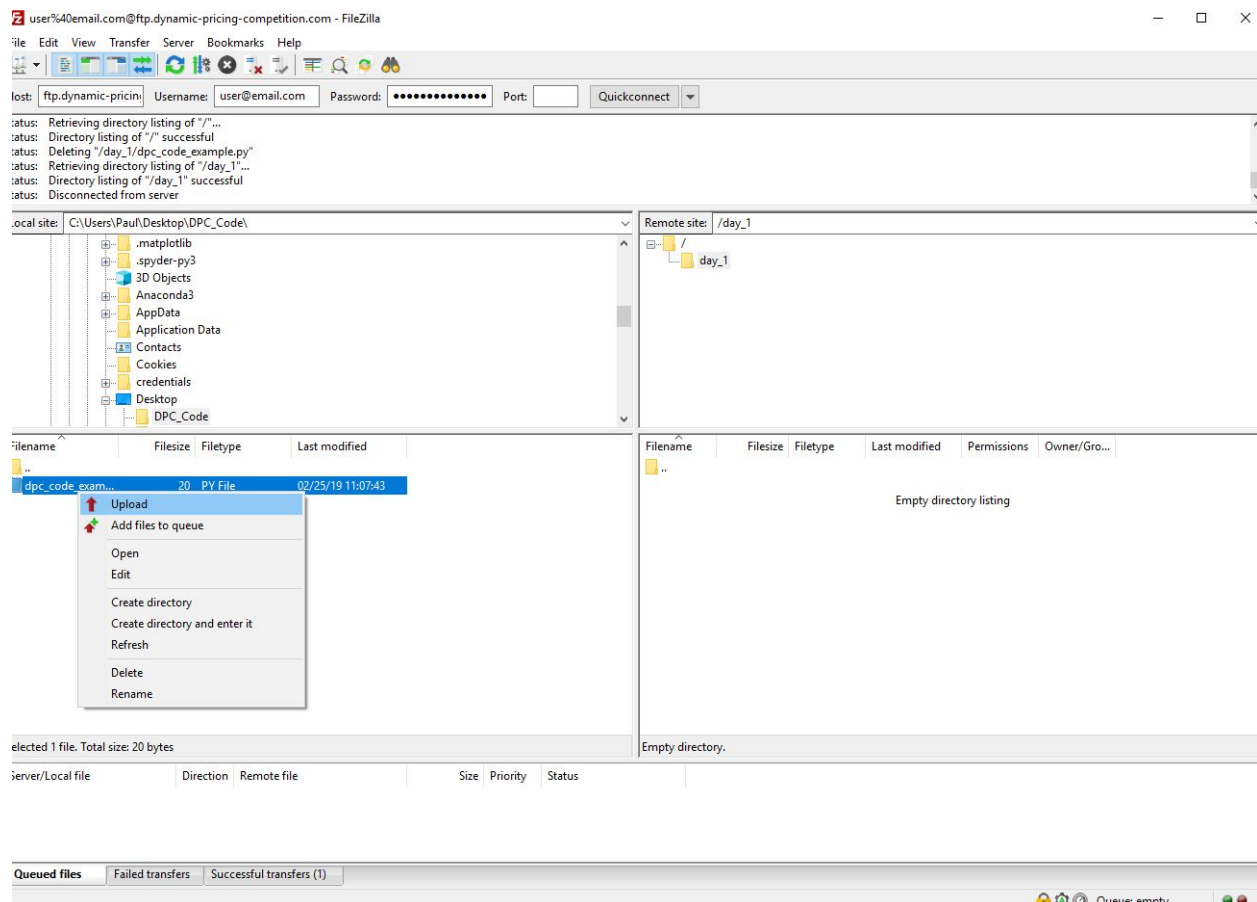 user%40email.com@ftp.dynamic-pricing-competition.com - FileZilla
File Edit View Transfer Server Bookmarks Help
Host: ftp.dynamic-pricin Username: user@email.com Password: ●●●●●●●●●●●●●● Port: Quickconnect
tatus: Retrieving directory listing of "/"...
tatus: Directory listing of "/" successful
tatus: Deleting "/day_1/dpc_code_example.py"
tatus: Retrieving directory listing of "/day_1"...
tatus: Directory listing of "/day_1" successful
tatus: Disconnected from server
Local site: C:\Users\Paul\Desktop\DPC_Code\
.matplotlib
.spyder-py3
3D Objects
Anaconda3
AppData
Application Data
Contacts
Cookies
credentials
Desktop
DPC_Code
Remote site: /day_1
/
day_1
Filename Filesize Filetype Last modified
..
dpc_code_exam... 20 PY File 02/25/19 11:07:43
Upload
Add files to queue
Open
Edit
Create directory
Create directory and enter it
Refresh
Delete
Rename
elected 1 file. Total size: 20 bytes
Filename Filesize Filetype Last modified Permissions Owner/Gro...
..
Empty directory listing
Empty directory.
Server/Local file Direction Remote file Size Priority Status
Queued files Failed transfers Successful transfers (1)
Queue: empty